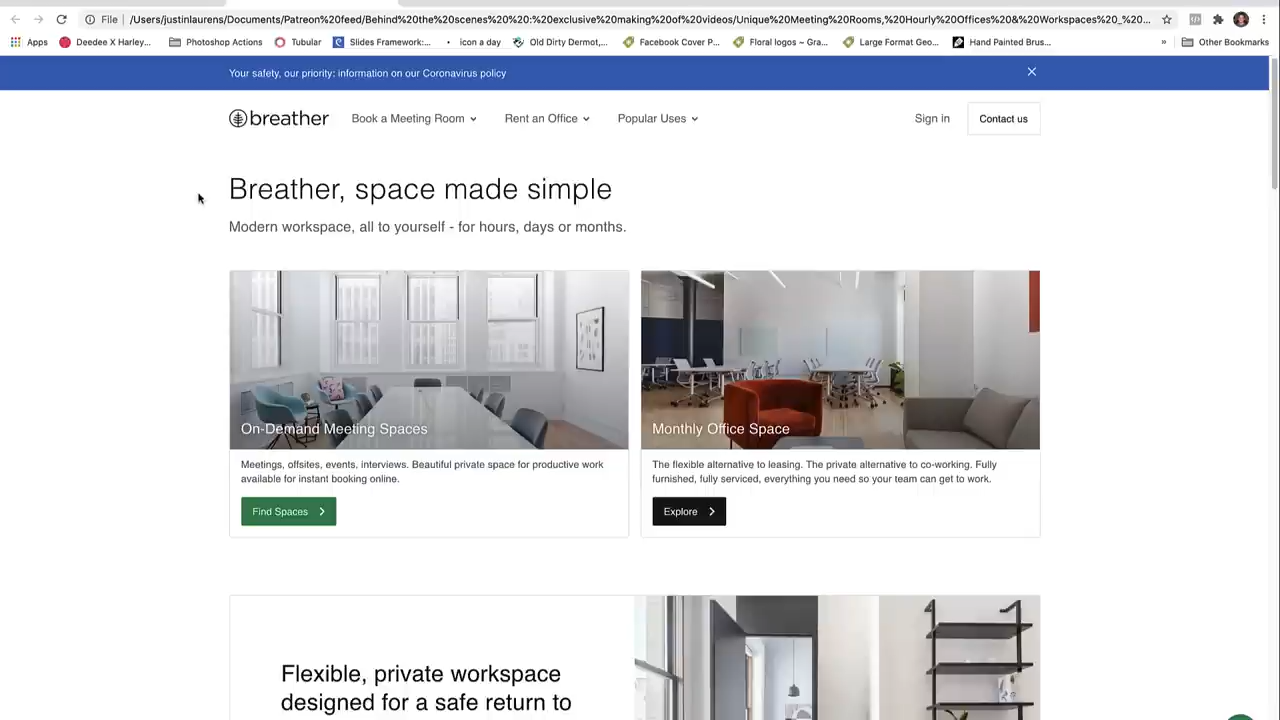 File
/Users/justinlaurens/Documents/Patreon%20feed/Behind%20the%20scenes%20:%20exclusive%20making%20of%20videos/Unique%20Meeting%20Rooms,%20Hourly%20Offices%20&%20Workspaces%20_%20...
Apps
Deedee X Harley...
Photoshop Actions
Tubular
Slides Framework:...
icon a day
Old Dirty Dermot,...
Facebook Cover P...
Floral logos ~ Gra...
Large Format Geo...
Hand Painted Brus...
»
Other Bookmarks
Your safety, our priority: information on our Coronavirus policy
breather
Book a Meeting Room
Rent an Office
Popular Uses
Sign in
Contact us
Breather, space made simple
Modern workspace, all to yourself - for hours, days or months.
On-Demand Meeting Spaces
Meetings, offsites, events, interviews. Beautiful private space for productive work
available for instant booking online.
Find Spaces
Monthly Office Space
The flexible alternative to leasing. The private alternative to co-working. Fully
furnished, fully serviced, everything you need so your team can get to work.
Explore
Flexible, private workspace
designed for a safe return to